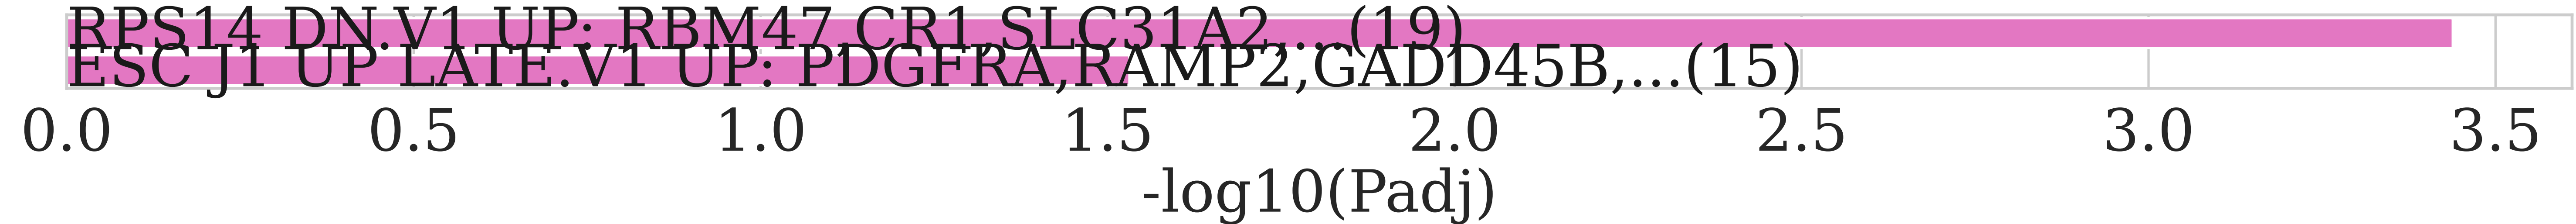 RPS14 DN.V1 UP: RBM47,CR1,SLC31A2,...(19)
ESC J1 UP LATE.V1 UP: PDGFRA,RAMP2,GADD45B,...(15)
0.0 0.5 1.0 1.5 2.0 2.5 3.0 3.5
-log10(Padj)